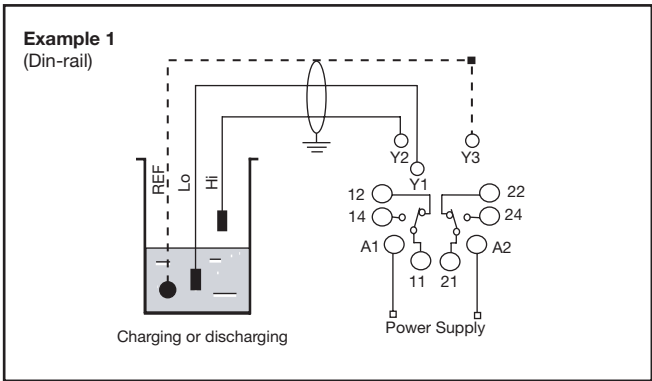 Example 1
(Din-rail)
REF
Lo
Hi
Y2
Y3
Y1
12
22
14
24
A1
A2
11
21
Power Supply
Charging or discharging